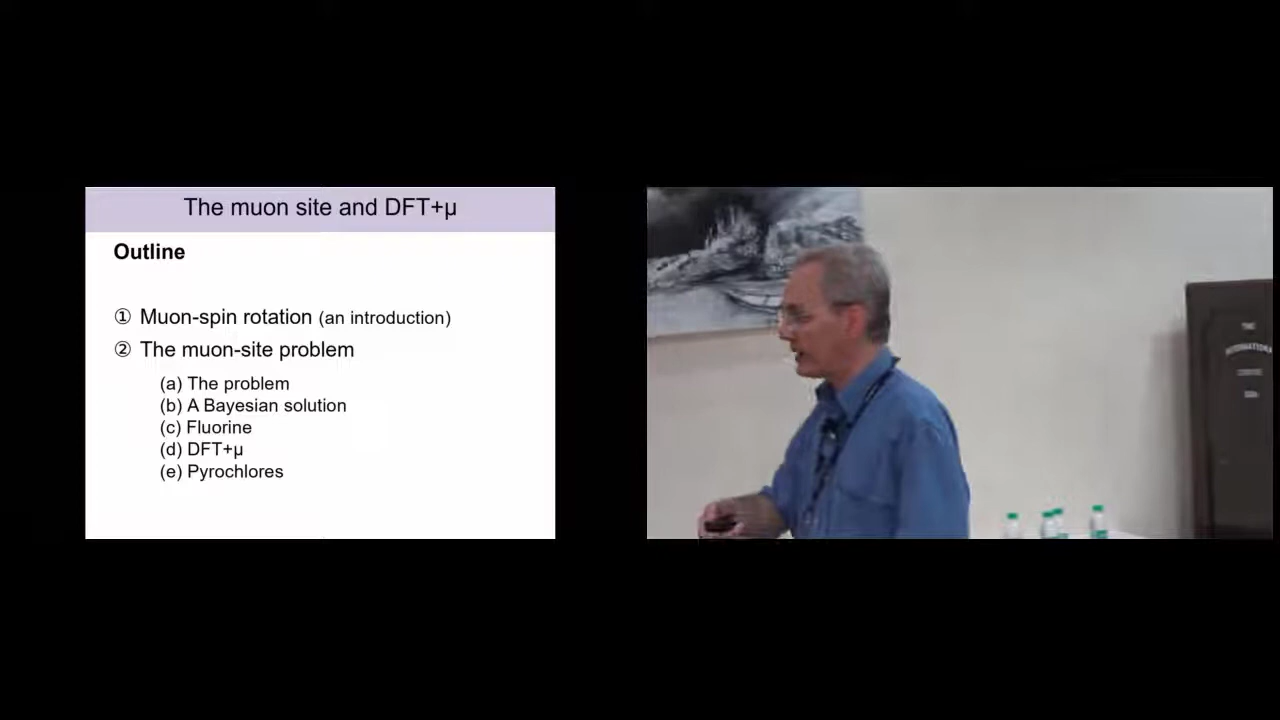 The muon site and DFT+μ
Outline
① Muon-spin rotation (an introduction)
② The muon-site problem
(a) The problem
(b) A Bayesian solution
(c) Fluorine
(d) DFT+μ
(e) Pyrochlores
THE